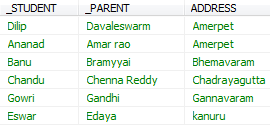 _STUDENT _PARENT ADDRESS
Dilip Davaleswarm Amerpet
Ananad Amar rao Amerpet
Banu Bramyyai Bhemavaram
Chandu Chenna Reddy Chadrayagutta
Gowri Gandhi Gannavaram
Eswar Edaya kanuru